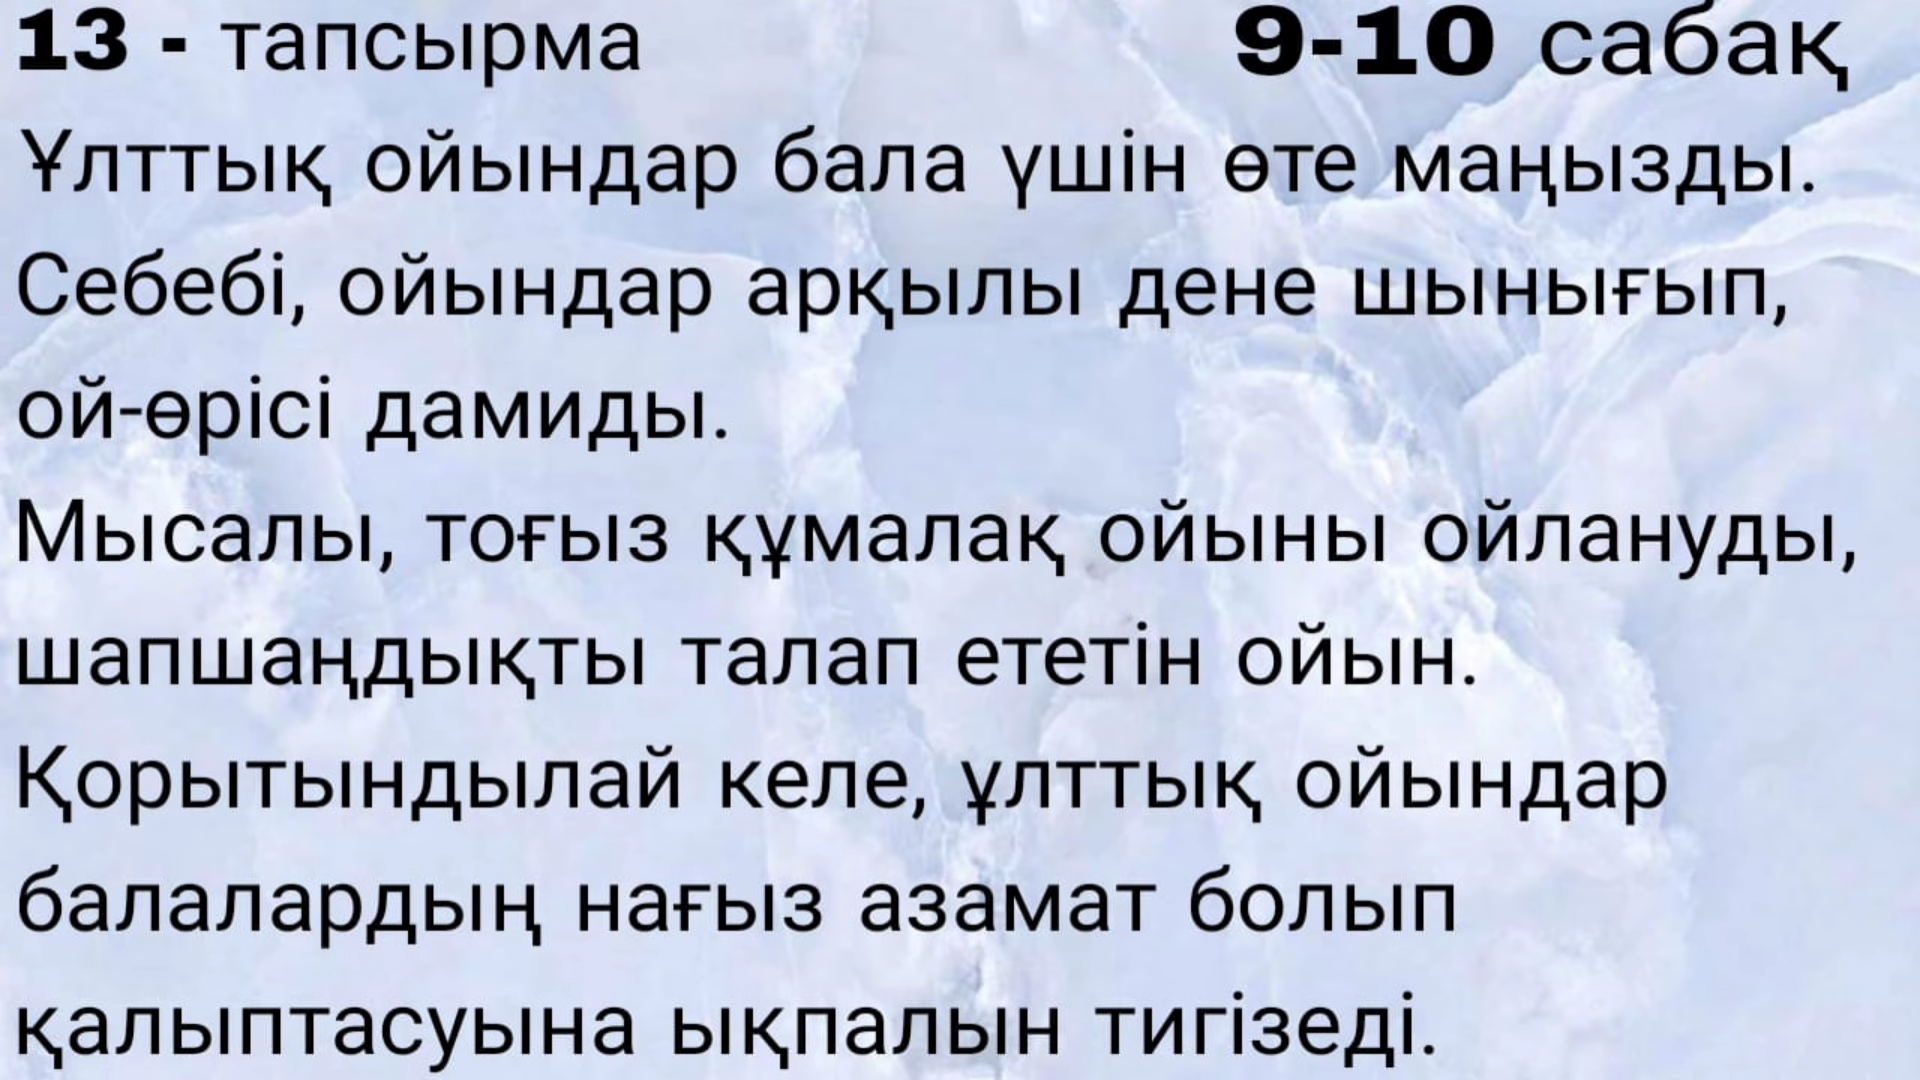 13 - тапсырма 9-10 сабақ
Ұлттық ойындар бала үшін өте маңызды.
Себебі, ойындар арқылы дене шынығып,
ой-өрісі дамиды.
Мысалы, тоғыз құмалақ ойыны ойлануды,
шапшаңдықты талап ететін ойын.
Қорытындылай келе, ұлттық ойындар
балалардың нағыз азамат болып
қалыптасуына ықпалын тигізеді.